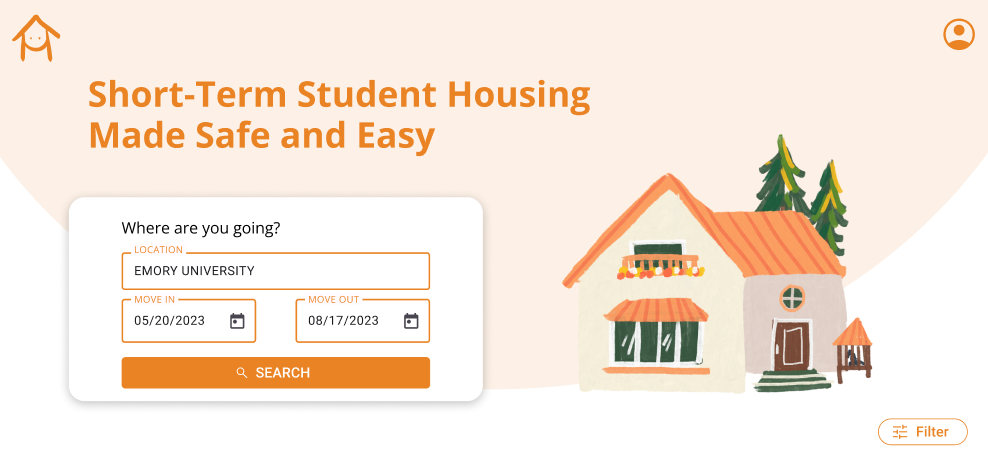 Short-Term Student Housing
Made Safe and Easy
Where are you going?
LOCATION
EMORY UNIVERSITY
MOVE IN
05/20/2023
MOVE OUT
08/17/2023
SEARCH
Filter